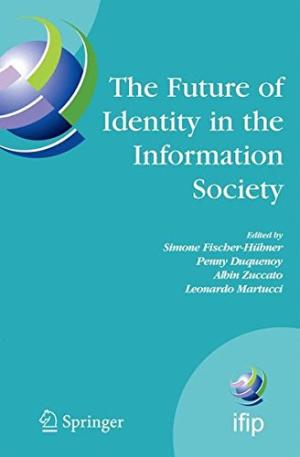 The Future of
Identity in the
Information
Society
Edited by
Simone Fischer-Hübner
Penny Duquenoy
Albin Zuccato
Leonardo Martucci
Springer
ifip